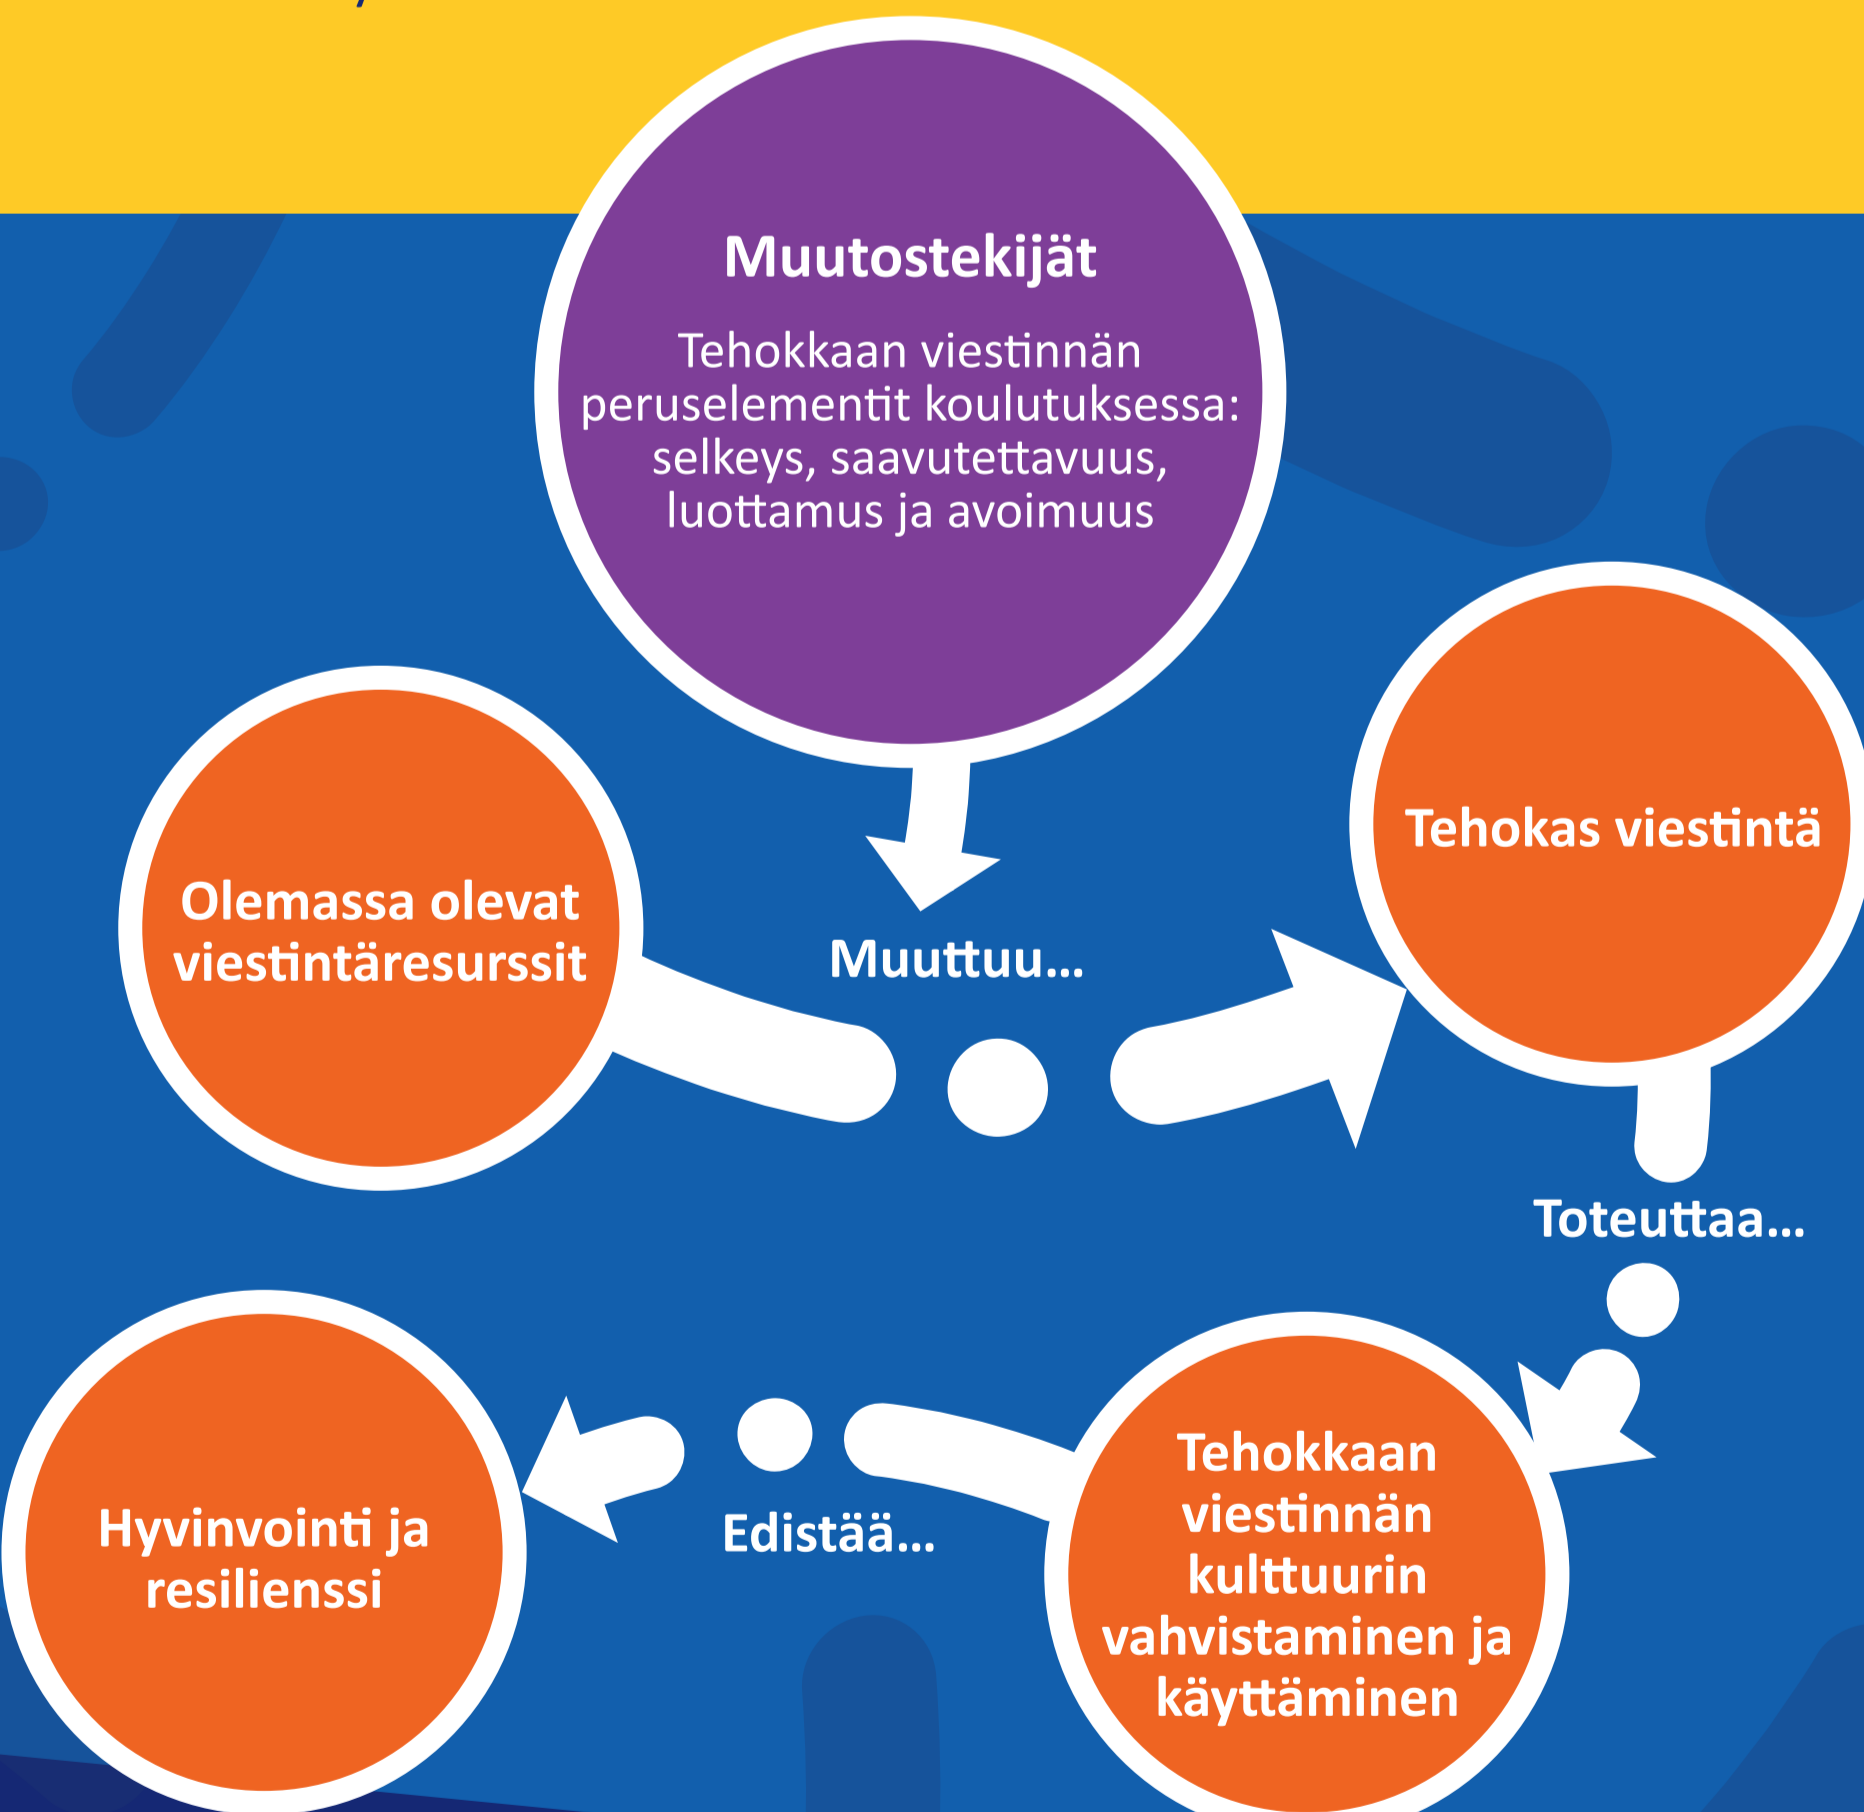 Muutostekijät
Tehokkaan viestinnän
peruselementit koulutuksessa:
selkeys, saavutettavuus,
luottamus ja avoimuus
Olemassa olevat
viestintäresurssit
Muuttuu...
Tehokas viestintä
Toteuttaa...
Tehokkaan
viestinnän
kulttuurin
vahvistaminen ja
käyttäminen
Edistää...
Hyvinvointi ja
resilienssi